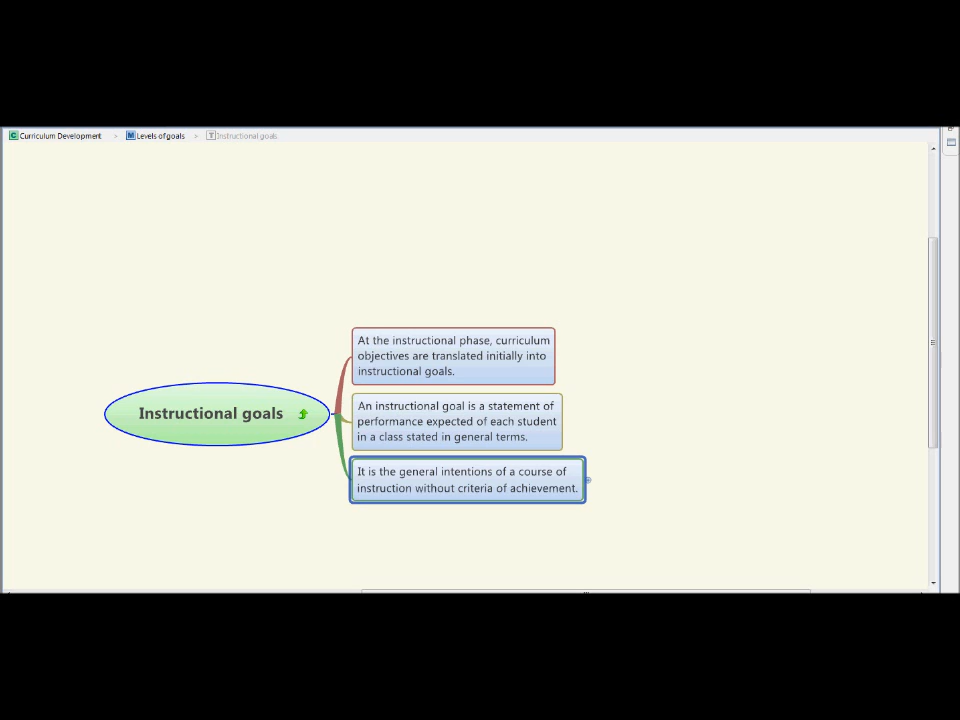 Curriculum Development > Levels of goals > Instructional goals
At the instructional phase, curriculum
objectives are translated initially into
instructional goals.
Instructional goals
An instructional goal is a statement of
performance expected of each student
in a class stated in general terms.
It is the general intentions of a course of
instruction without criteria of achievement.